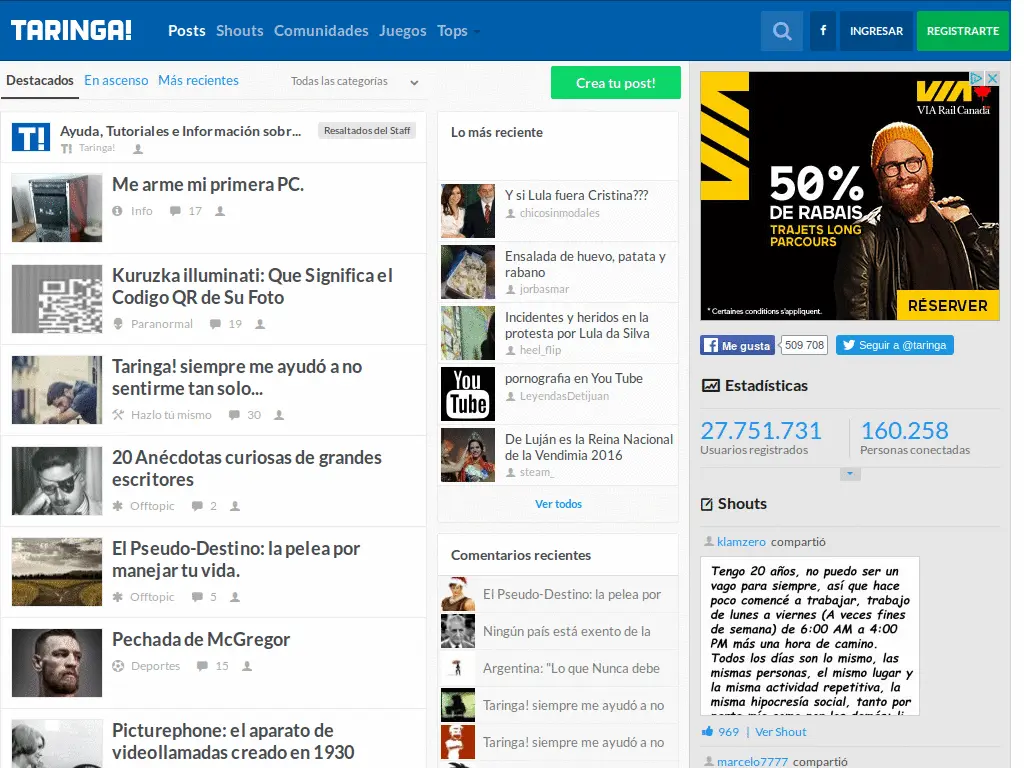 TARINGA!
Posts Shouts Comunidades Juegos Tops
f
INGRESAR
REGISTRARTE
Destacados En ascenso Más recientes
Todas las categorías
Crea tu post!
T!
Ayuda, Tutoriales e Información sobr...
Resaltados del Staff
T! Taringa!
Me arme mi primera PC.
Info 17
Kuruzka illuminati: Que Significa el
Codigo QR de Su Foto
Paranormal 19
Taringa! siempre me ayudó a no
sentirme tan solo...
Hazlo tú mismo 30
20 Anécdotas curiosas de grandes
escritores
Offtopic 2
El Pseudo-Destino: la pelea por
manejar tu vida.
Offtopic 5
Pechada de McGregor
Deportes 15
Picturephone: el aparato de
videollamadas creado en 1930
Lo más reciente
Y si Lula fuera Cristina???
chicosinmodales
Ensalada de huevo, patata y
rabano
jorbasmar
Incidentes y heridos en la
protesta por Lula da Silva
heel_flip
You
Tube
pornografia en You Tube
LeyendasDetijuan
De Luján es la Reina Nacional
de la Vendimia 2016
steam_
Ver todos
Comentarios recientes
El Pseudo-Destino: la pelea por
Ningún país está exento de la
Argentina: "Lo que Nunca debe
Taringa! siempre me ayudó a no
Taringa! siempre me ayudó a no
VIA
VIA
VIA Rail Canada
50%
DE RABAIS
TRAJETS LONG
PARCOURS
* Certaines conditions s'appliquent.
RÉSERVER
f Me gusta 509 708
Seguir a @taringa
Estadísticas
27.751.731 160.258
Usuarios registrados Personas conectadas
Shouts
klamzero compartió
Tengo 20 años, no puedo ser un
vago para siempre, así que hace
poco comencé a trabajar, trabajo
de lunes a viernes (A veces fines
de semana) de 6:00 AM a 4:00
PM más una hora de camino.
Todos los días son lo mismo, las
mismas personas, el mismo lugar y
la misma actividad repetitiva, la
misma hipocresía social, tanto por
969 | Ver Shout
marcelo7777 compartió